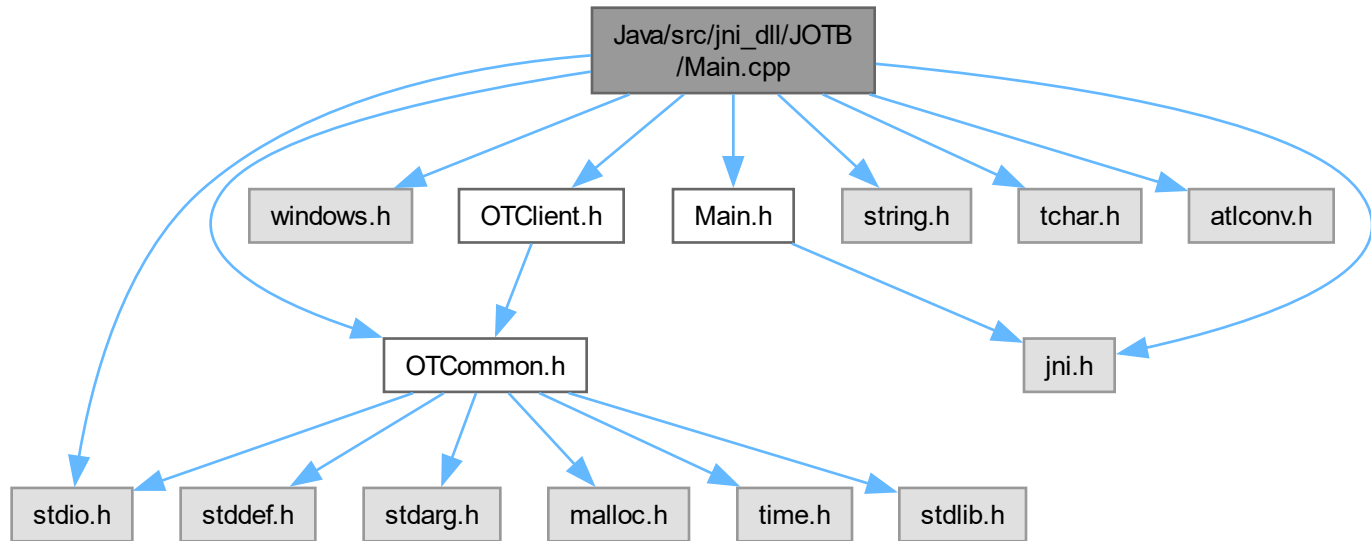 Java/src/jni_dll/JOTB
/Main.cpp
windows.h
OTClient.h
Main.h
string.h
tchar.h
atlconv.h
OTCommon.h
jni.h
stdio.h
stddef.h
stdarg.h
malloc.h
time.h
stdlib.h